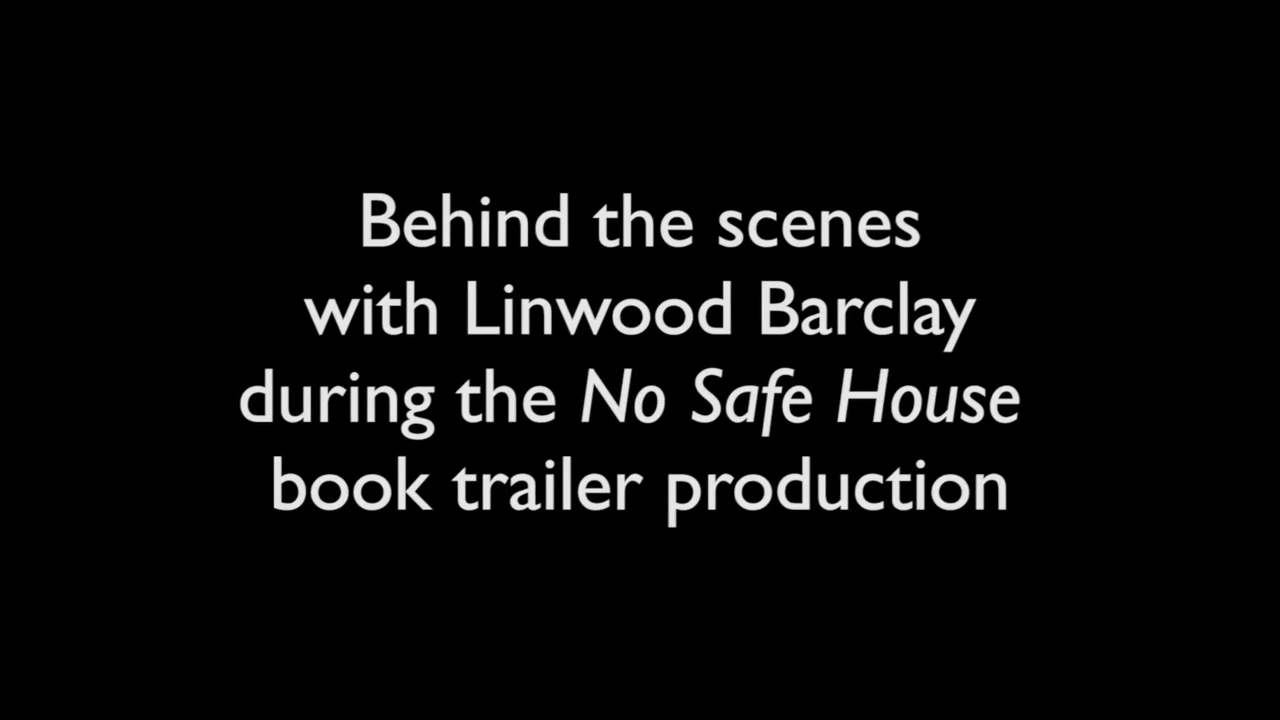 Behind the scenes
with Linwood Barclay
during the No Safe House
book trailer production